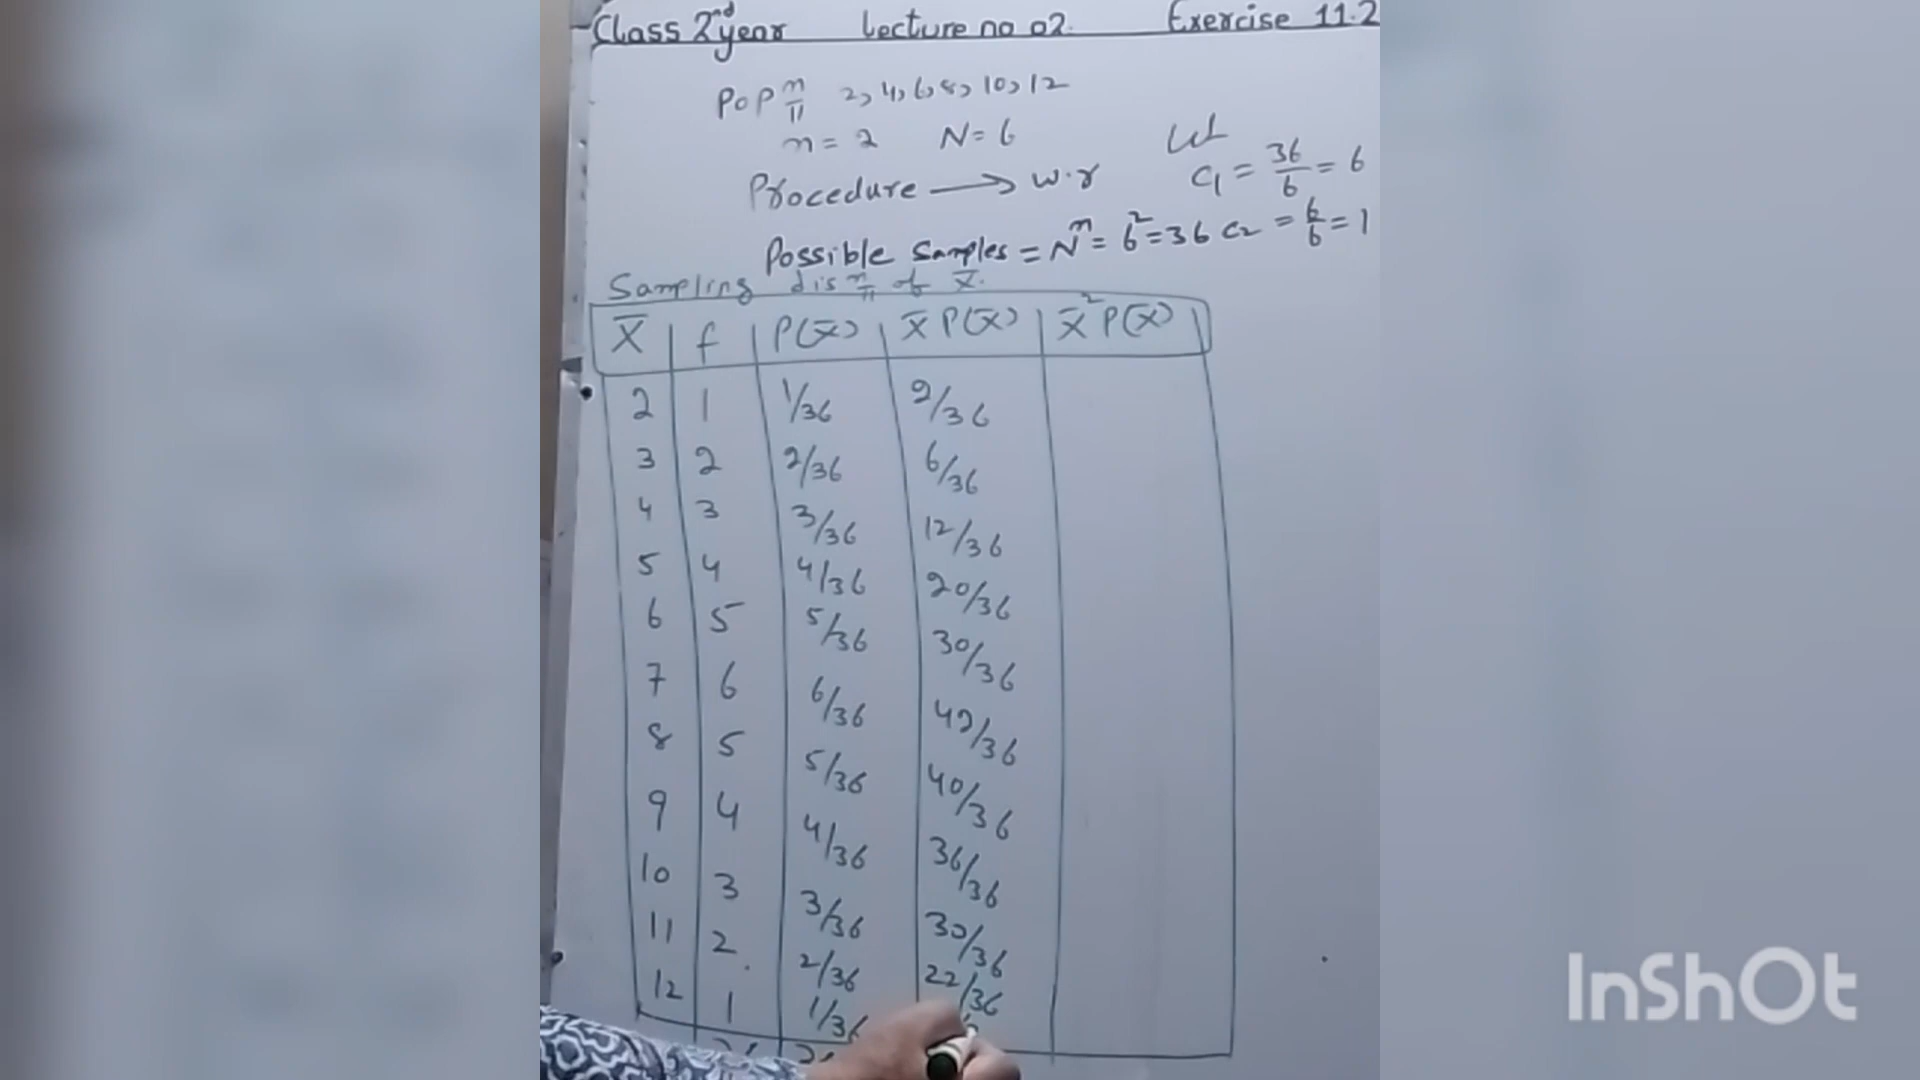 Class 2nd year Lecture no 02. Exercise 11.2
Pop n/π 2, 4, 6, 8, 10, 12
n = 2 N = 6
Procedure → w.r C1 = 36/6 = 6
Possible Samples = N^n = 6^2 = 36 C2 = 6/6 = 1
Sampling dis n/π of X̄.
X̄ f P(x̄) x̄ P(x̄) x̄² P(x̄)
2 1 1/36 2/36
3 2 2/36 6/36
4 3 3/36 12/36
5 4 4/36 20/36
6 5 5/36 30/36
7 6 6/36 42/36
8 5 5/36 40/36
9 4 4/36 36/36
10 3 3/36 30/36
11 2 2/36 22/36
12 1 1/36
InShOt